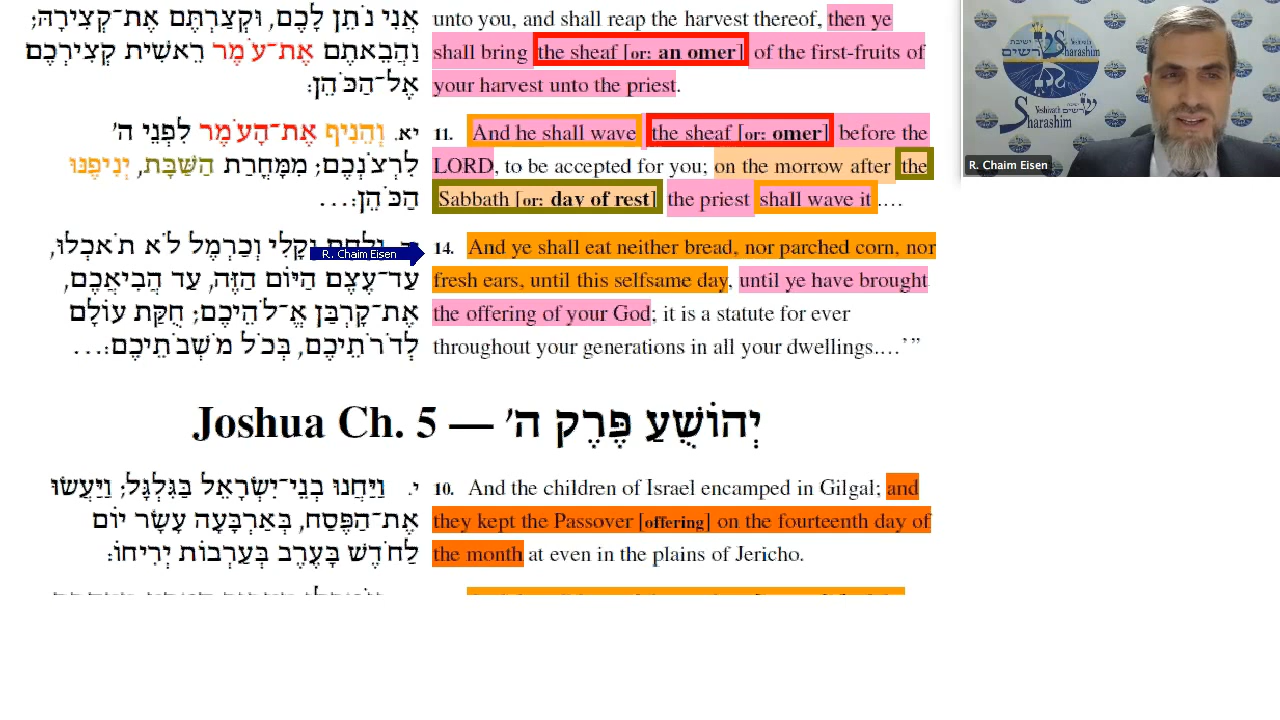 אֲנִי נֹתֵן לָכֶם, וּקְצַרְתֶּם אֶת־קְצִירָהּ;
וַהֲבֵאתֶם אֶת־עֹמֶר רֵאשִׁית קְצִירְכֶם
אֶל־הַכֹּהֵן:
unto you, and shall reap the harvest thereof, then ye
shall bring the sheaf [or: an omer] of the first-fruits of
your harvest unto the priest.
יא. וְהֵנִיף אֶת־הָעֹמֶר לִפְנֵי ה'
לִרְצֹנְכֶם; מִמָּחֳרַת הַשַּׁבָּת, יְנִיפֶנּוּ
הַכֹּהֵן:...
11. And he shall wave the sheaf [or: omer] before the
LORD, to be accepted for you; on the morrow after the
Sabbath [or: day of rest] the priest shall wave it....
וְקָלִי וְכַרְמֶל לֹא תֹאכְלוּ,
עַד־עֶצֶם הַיּוֹם הַזֶּה, עַד הֲבִיאֲכֶם,
אֶת־קָרְבַּן אֱ־לֹהֵיכֶם; חֻקַּת עוֹלָם
לְדֹרֹתֵיכֶם, בְּכֹל מֹשְׁבֹתֵיכֶם:...
R. Chaim Eisen
14. And ye shall eat neither bread, nor parched corn, nor
fresh ears, until this selfsame day, until ye have brought
the offering of your God; it is a statute for ever
throughout your generations in all your dwellings....’”
Joshua Ch. 5 — יְהוֹשֻׁעַ פֶּרֶק ה'
י. וַיַּחֲנוּ בְנֵי־יִשְׂרָאֵל בַּגִּלְגָּל; וַיַּעֲשׂוּ
אֶת־הַפֶּסַח, בְּאַרְבָּעָה עָשָׂר יוֹם
לַחֹדֶשׁ בָּעֶרֶב בְּעַרְבוֹת יְרִיחוֹ:
10. And the children of Israel encamped in Gilgal; and
they kept the Passover [offering] on the fourteenth day of
the month at even in the plains of Jericho.
Yeshivath
Sharashim
R. Chaim Eisen